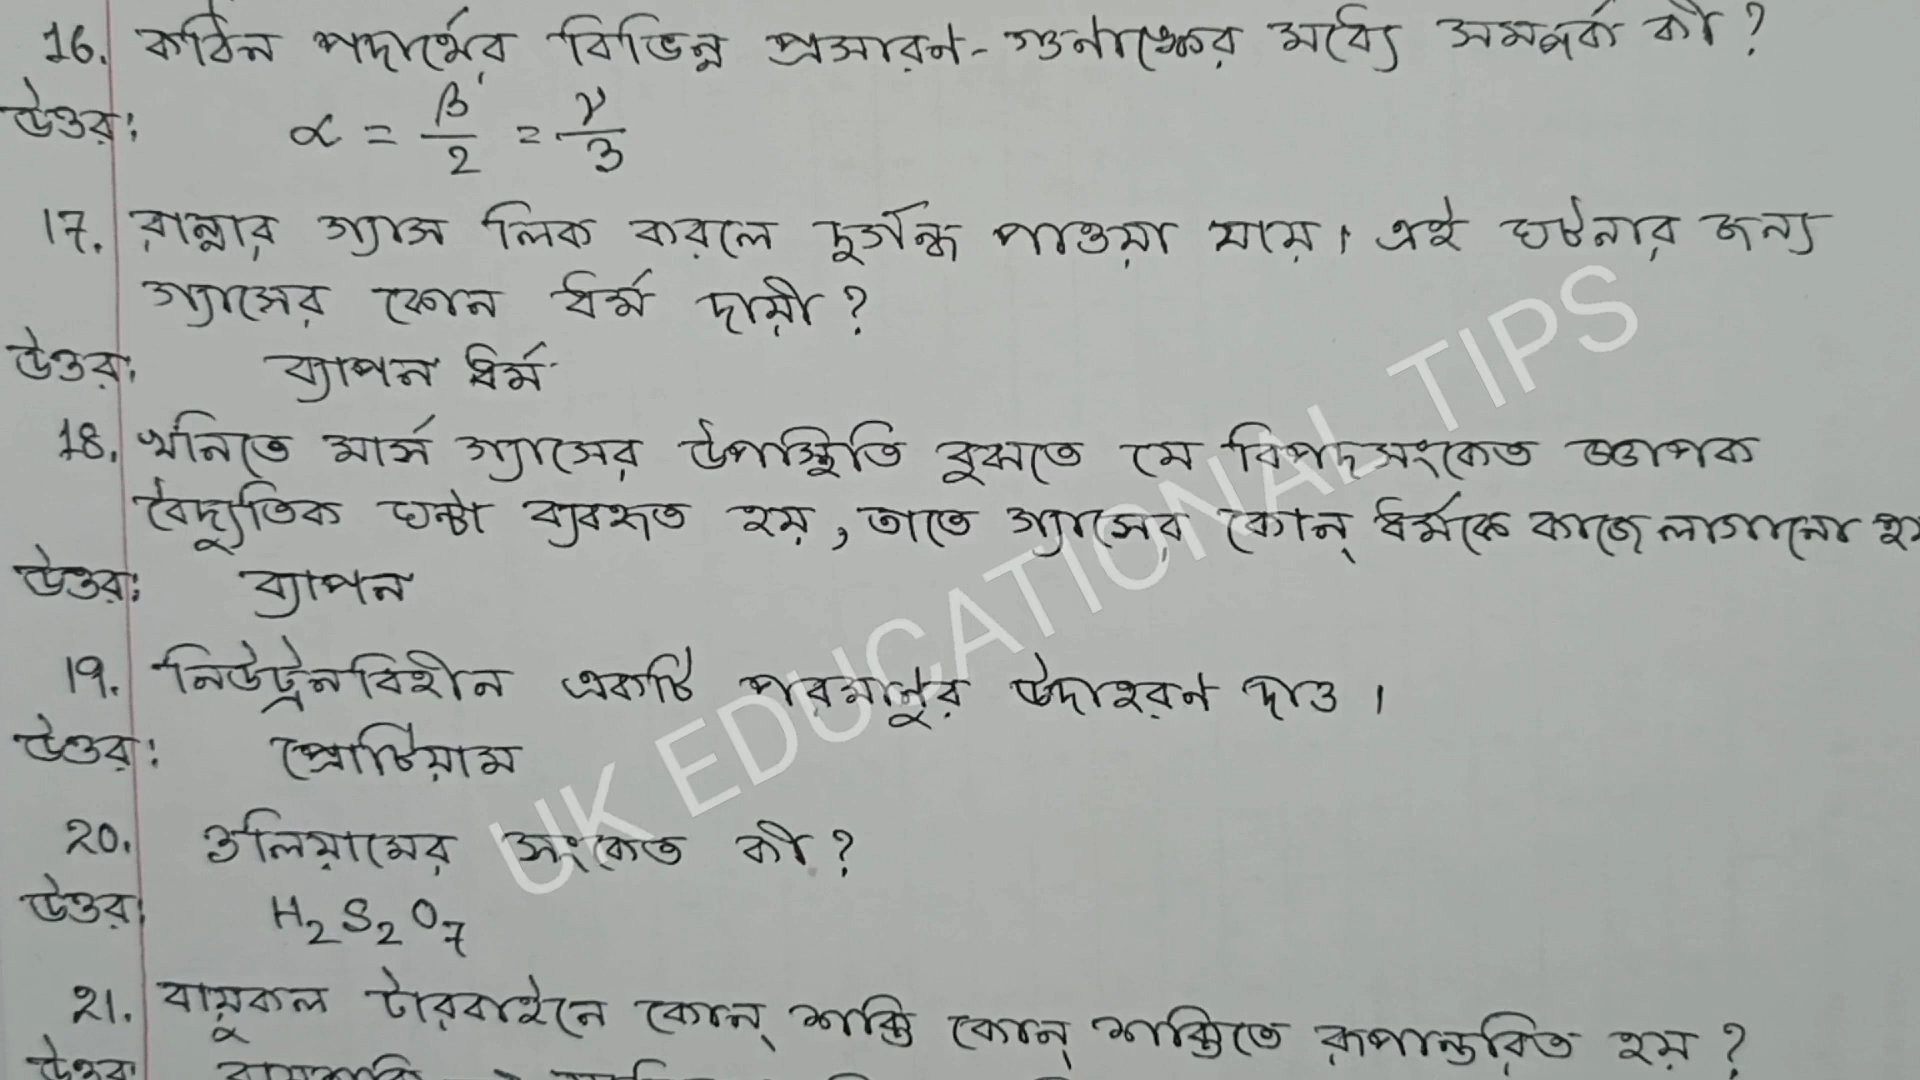 16. কঠিন পদার্থের বিভিন্ন প্রসারন-গুনাঙ্কের মধ্যে সম্পর্ক কী?
উত্তর: α = β/2 = γ/3
17. রান্নার গ্যাস লিক করলে দুর্গন্ধ পাওয়া যায়। এই ঘটনার জন্য
গ্যাসের কোন ধর্ম দায়ী?
উত্তর: ব্যাপন ধর্ম
18. খনিতে মার্স গ্যাসের উপস্থিতি বুঝতে যে বিপদসংকেত জ্ঞাপক
বৈদ্যুতিক ঘন্টা ব্যবহৃত হয়, তাতে গ্যাসের কোন্ ধর্মকে কাজে লাগানো
উত্তর: ব্যাপন
19. নিউট্রনবিহীন একটি পরমানুর উদাহরণ দাও।
উত্তর: প্রোটিয়াম
20. ওলিয়ামের সংকেত কী?
উত্তর: H₂S₂O₇
21. বায়ুকল টারবাইনে কোন্ শক্তি কোন্ শক্তিতে রূপান্তরিত হয়?
উত্তর
UK EDUCATIONAL TIPS